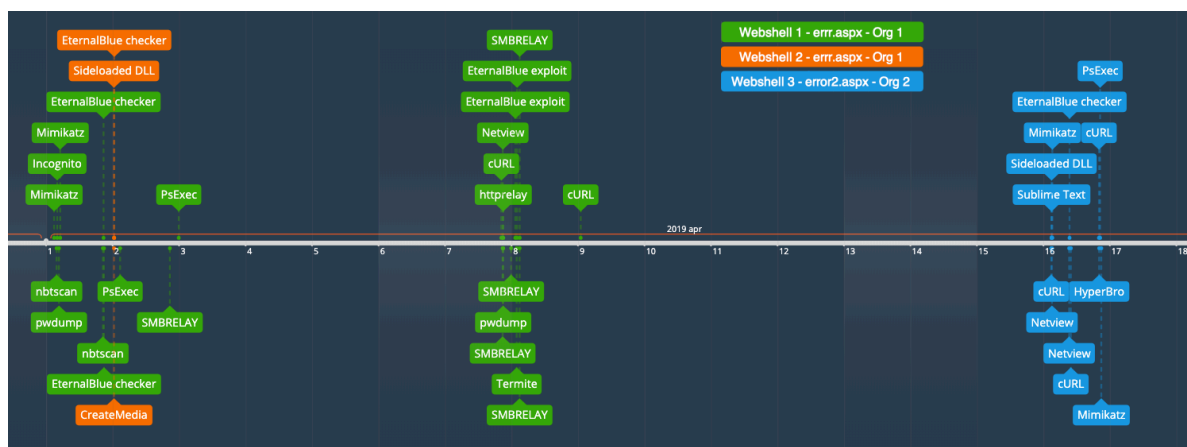 EternalBlue checker
SMBRELAY
Webshell 1 - errr.aspx - Org 1
Sideloaded DLL
EternalBlue exploit
Webshell 2 - errr.aspx - Org 1
PsExec
EternalBlue checker
EternalBlue exploit
Webshell 3 - error2.aspx - Org 2
EternalBlue checker
Mimikatz
Netview
Mimikatz
cURL
Incognito
cURL
Sideloaded DLL
Mimikatz
PsExec
httprelay
cURL
Sublime Text
2019 apr
1 2 3 4 5 6 7 8 9 10 11 12 13 14 15 16 17 18
nbtscan
PsExec
SMBRELAY
cURL
HyperBro
pwdump
SMBRELAY
pwdump
Netview
nbtscan
SMBRELAY
Netview
EternalBlue checker
Termite
cURL
CreateMedia
SMBRELAY
Mimikatz